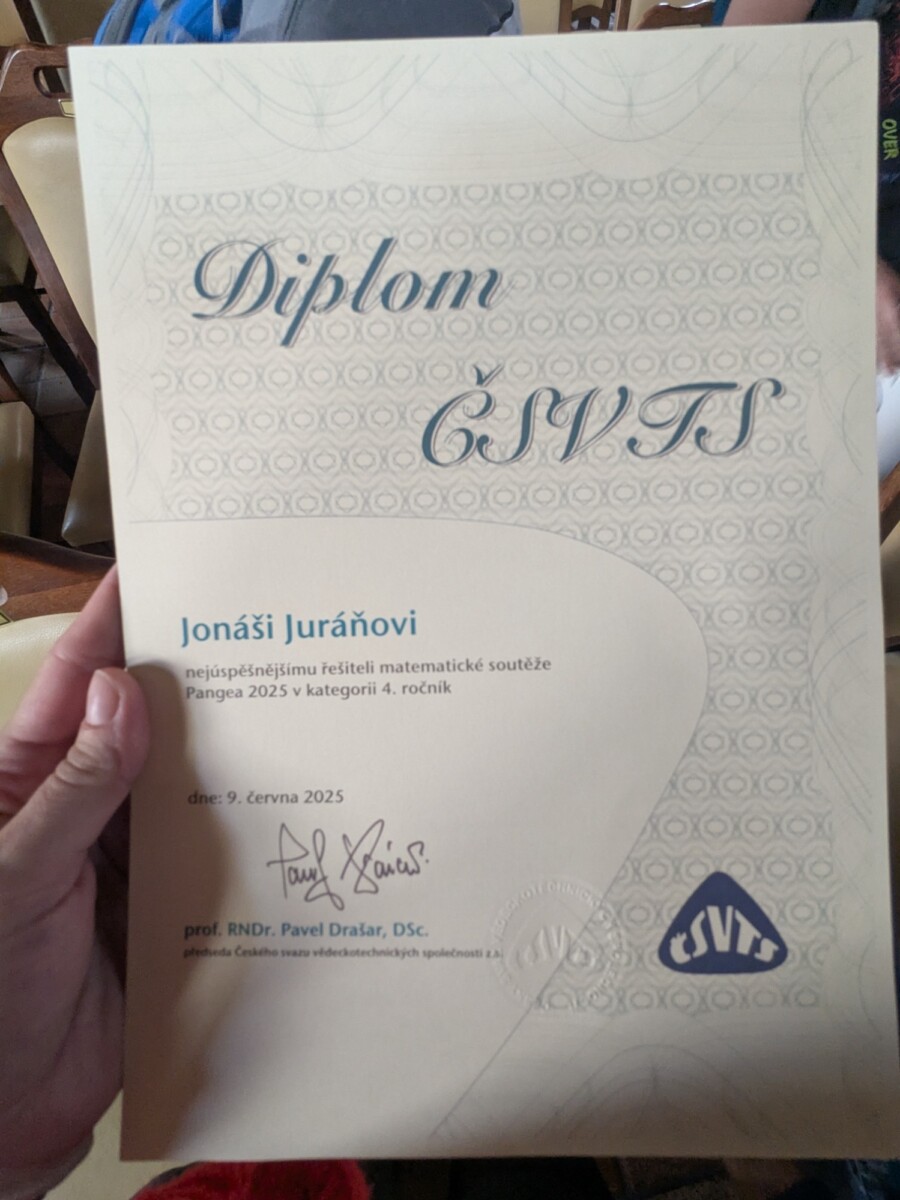 Diplom
ČSVTS
Jonáši Juráňovi
nejúspěšnějšímu řešiteli matematické soutěže
Pangea 2025 v kategorii 4. ročník
dne: 9. června 2025
prof. RNDr. Pavel Drašar, DSc.
předseda Českého svazu vědeckotechnických společností z.s.
ČSVTS
OVER